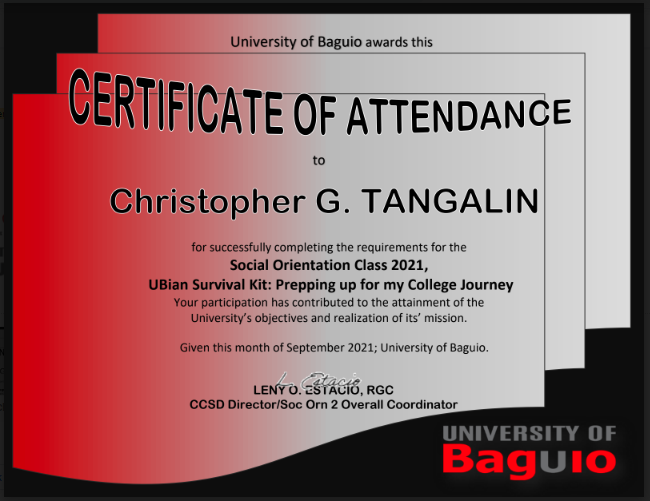 University of Baguio awards this
CERTIFICATE OF ATTENDANCE
to
Christopher G. TANGALIN
for successfully completing the requirements for the
Social Orientation Class 2021,
UBian Survival Kit: Prepping up for my College Journey
Your participation has contributed to the attainment of the
University's objectives and realization of its' mission.
Given this month of September 2021; University of Baguio.
L. Estacio
LENY O. ESTACIO, RGC
CCSD Director/Soc Orn 2 Overall Coordinator
UNIVERSITY OF
Baguio